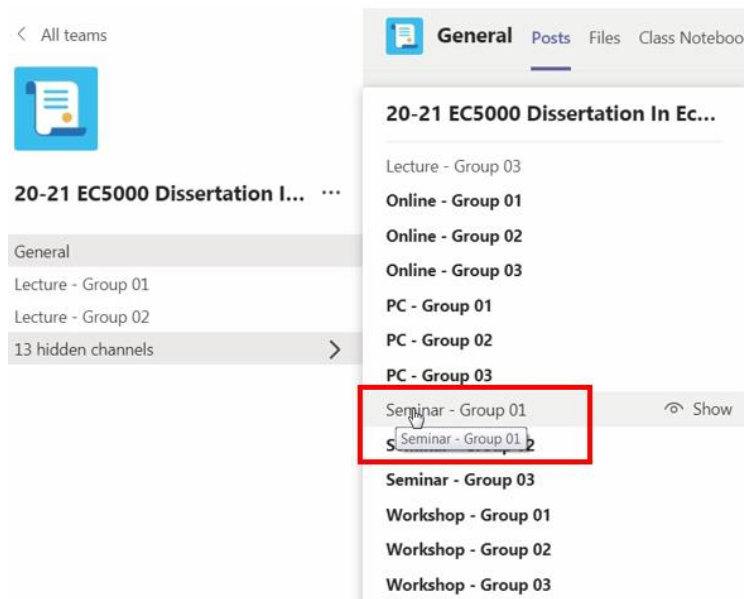 All teams
20-21 EC5000 Dissertation I... ...
General
Lecture - Group 01
Lecture - Group 02
13 hidden channels
General Posts Files Class Noteboo
20-21 EC5000 Dissertation In Ec...
Lecture - Group 03
Online - Group 01
Online - Group 02
Online - Group 03
PC - Group 01
PC - Group 02
PC - Group 03
Seminar - Group 01 Show
Seminar - Group 01
Seminar - Group 03
Workshop - Group 01
Workshop - Group 02
Workshop - Group 03